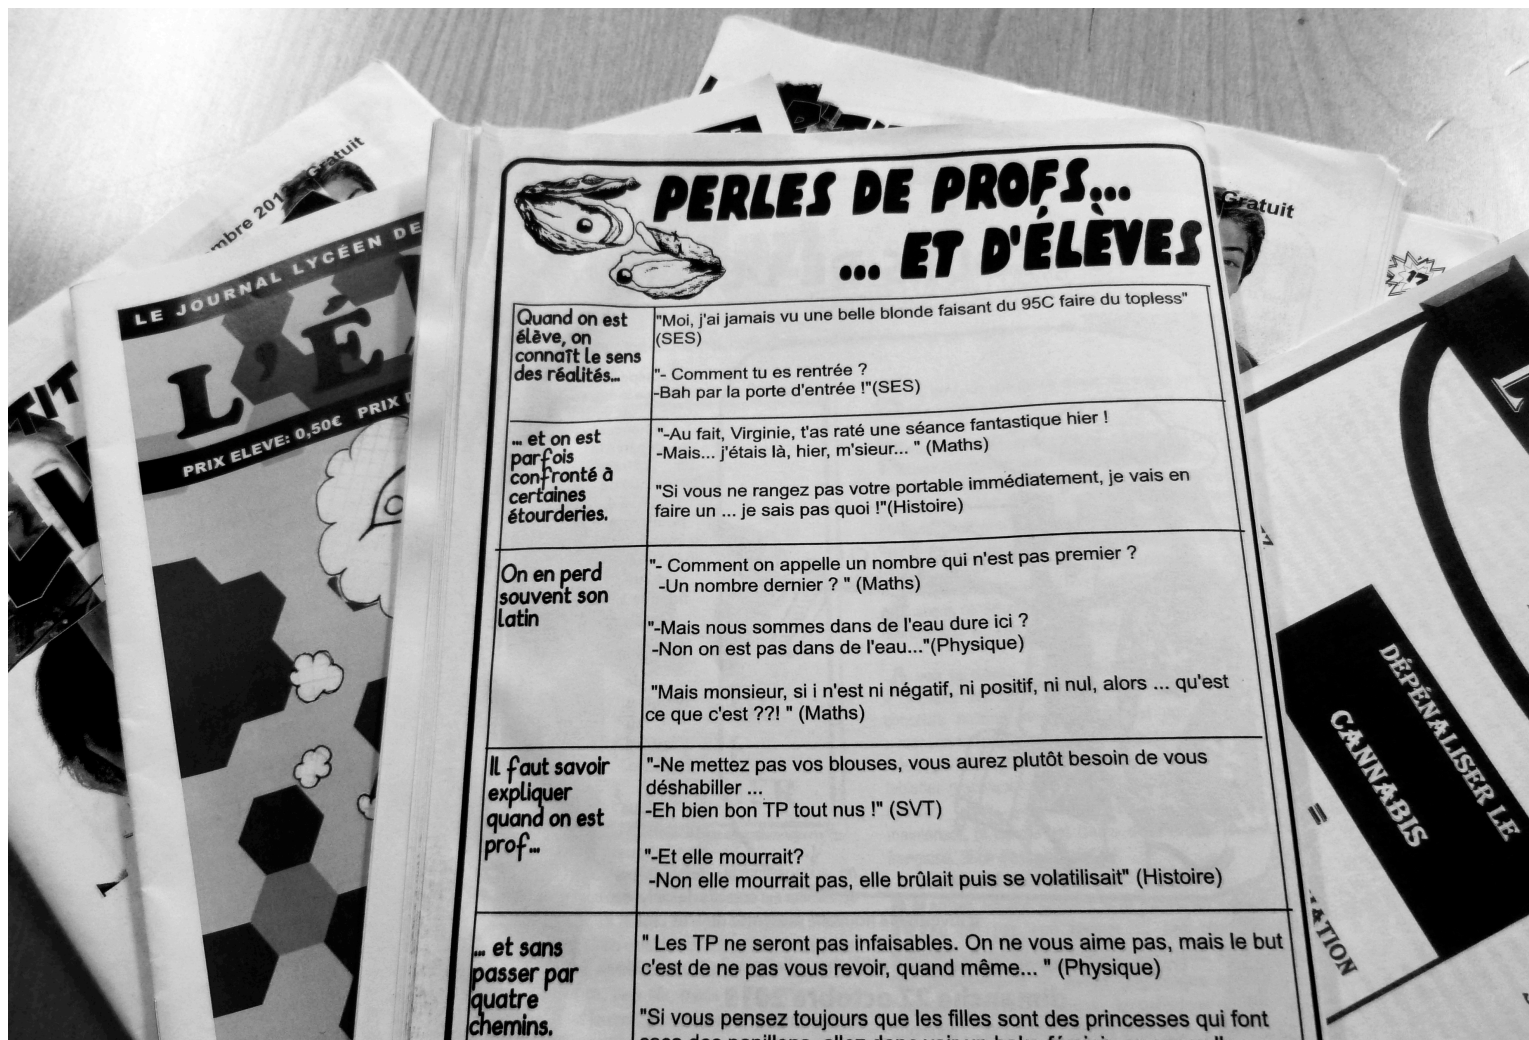 PERLES DE PROFS...
... ET D'ÉLÈVES
Quand on est
élève, on
connaît le sens
des réalités...
"Moi, j'ai jamais vu une belle blonde faisant du 95C faire du topless"
(SES)
"- Comment tu es rentrée ?
-Bah par la porte d'entrée !"(SES)
... et on est
parfois
confronté à
certaines
étourderies.
"-Au fait, Virginie, t'as raté une séance fantastique hier !
-Mais... j'étais là, hier, m'sieur... " (Maths)
"Si vous ne rangez pas votre portable immédiatement, je vais en
faire un ... je sais pas quoi !"(Histoire)
On en perd
souvent son
latin
"- Comment on appelle un nombre qui n'est pas premier ?
-Un nombre dernier ? " (Maths)
"-Mais nous sommes dans de l'eau dure ici ?
-Non on est pas dans de l'eau..."(Physique)
"Mais monsieur, si i n'est ni négatif, ni positif, ni nul, alors ... qu'est
ce que c'est ??! " (Maths)
Il faut savoir
expliquer
quand on est
prof...
"-Ne mettez pas vos blouses, vous aurez plutôt besoin de vous
déshabiller ...
-Eh bien bon TP tout nus !" (SVT)
"-Et elle mourrait?
-Non elle mourrait pas, elle brûlait puis se volatilisait" (Histoire)
... et sans
passer par
quatre
chemins.
" Les TP ne seront pas infaisables. On ne vous aime pas, mais le but
c'est de ne pas vous revoir, quand même... " (Physique)
"Si vous pensez toujours que les filles sont des princesses qui font
Gratuit
LE JOURNAL LYCÉEN DE
L'É
PRIX ELEVE: 0,50€ PRIX
Gratuit
DÉPÉNALISER LE
CANNABIS